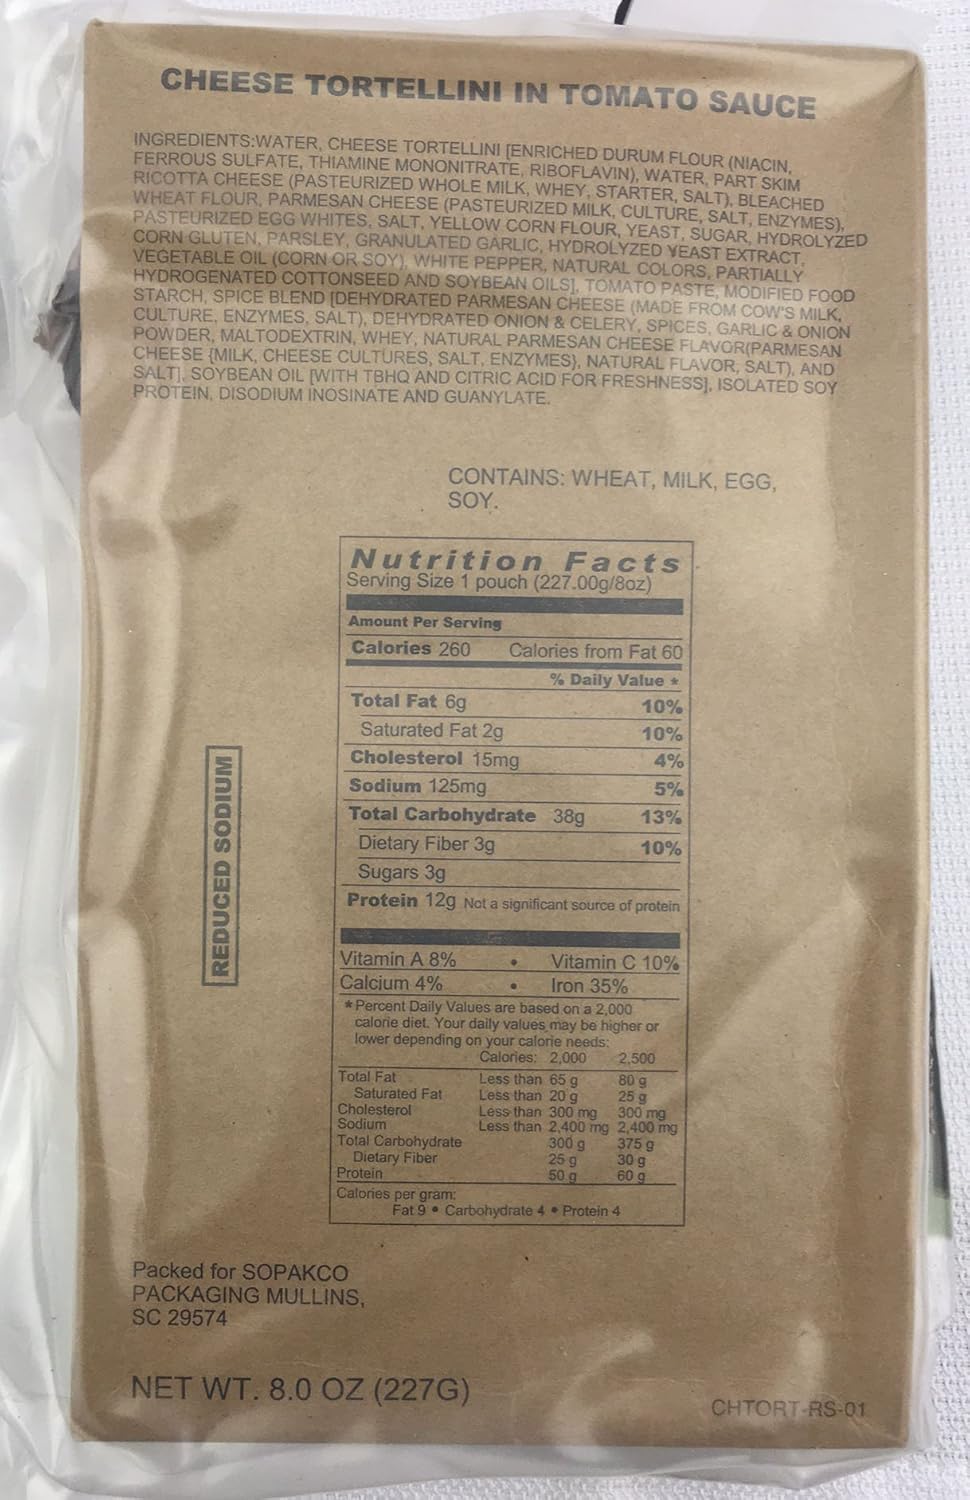 CHEESE TORTELLINI IN TOMATO SAUCE
INGREDIENTS:WATER, CHEESE TORTELLINI [ENRICHED DURUM FLOUR (NIACIN,
FERROUS SULFATE, THIAMINE MONONITRATE, RIBOFLAVIN), WATER, PART SKIM
RICOTTA CHEESE (PASTEURIZED WHOLE MILK, WHEY, STARTER, SALT), BLEACHED
WHEAT FLOUR, PARMESAN CHEESE (PASTEURIZED MILK, CULTURE, SALT, ENZYMES),
PASTEURIZED EGG WHITES, SALT, YELLOW CORN FLOUR, YEAST, SUGAR, HYDROLYZED
CORN GLUTEN, PARSLEY, GRANULATED GARLIC, HYDROLYZED YEAST EXTRACT,
VEGETABLE OIL (CORN OR SOY), WHITE PEPPER, NATURAL COLORS, PARTIALLY
HYDROGENATED COTTONSEED AND SOYBEAN OILS], TOMATO PASTE, MODIFIED FOOD
STARCH, SPICE BLEND [DEHYDRATED PARMESAN CHEESE (MADE FROM COW'S MILK,
CULTURE, ENZYMES, SALT), DEHYDRATED ONION & CELERY, SPICES, GARLIC & ONION
POWDER, MALTODEXTRIN, WHEY, NATURAL PARMESAN CHEESE FLAVOR(PARMESAN
CHEESE {MILK, CHEESE CULTURES, SALT, ENZYMES}, NATURAL FLAVOR, SALT), AND
SALT], SOYBEAN OIL [WITH TBHQ AND CITRIC ACID FOR FRESHNESS], ISOLATED SOY
PROTEIN, DISODIUM INOSINATE AND GUANYLATE.
CONTAINS: WHEAT, MILK, EGG,
SOY.
Nutrition Facts
Serving Size 1 pouch (227.00g/8oz)
Amount Per Serving
Calories 260 Calories from Fat 60
% Daily Value *
Total Fat 6g 10%
Saturated Fat 2g 10%
Cholesterol 15mg 4%
Sodium 125mg 5%
Total Carbohydrate 38g 13%
Dietary Fiber 3g 10%
Sugars 3g
Protein 12g Not a significant source of protein
Vitamin A 8% • Vitamin C 10%
Calcium 4% • Iron 35%
* Percent Daily Values are based on a 2,000
calorie diet. Your daily values may be higher or
lower depending on your calorie needs:
Calories: 2,000 2,500
Total Fat Less than 65 g 80 g
Saturated Fat Less than 20 g 25 g
Cholesterol Less than 300 mg 300 mg
Sodium Less than 2,400 mg 2,400 mg
Total Carbohydrate 300 g 375 g
Dietary Fiber 25 g 30 g
Protein 50 g 60 g
Calories per gram:
Fat 9 • Carbohydrate 4 • Protein 4
REDUCED SODIUM
Packed for SOPAKCO
PACKAGING MULLINS,
SC 29574
NET WT. 8.0 OZ (227G)
CHTORT-RS-01